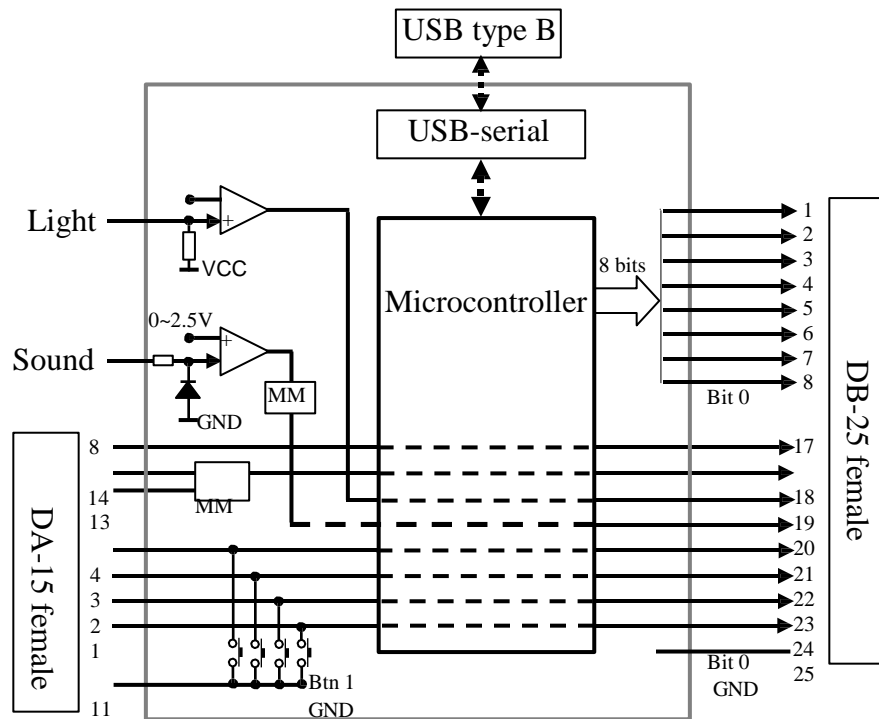 USB type B
USB-serial
Light
VCC
0~2.5V
Sound
MM
GND
Microcontroller
8 bits
1
2
3
4
5
6
7
8
Bit 0
DB-25 female
8
14
13
MM
4
3
2
1
11
DA-15 female
Btn 1
GND
17
18
19
20
21
22
23
24
25
Bit 0
GND
+
+